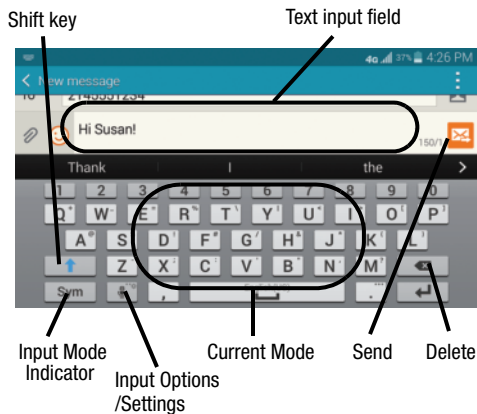 Shift key
Text input field
4G 37% 4:26 PM
New message
2145551234
Hi Susan!
150/1
Thank I the
1 2 3 4 5 6 7 8 9 0
Q W E R T Y U I O P
A S D F G H J K L
Z X C V B N M ?
Sym , .
Input Mode
Indicator
Input Options
/Settings
Current Mode
Send
Delete